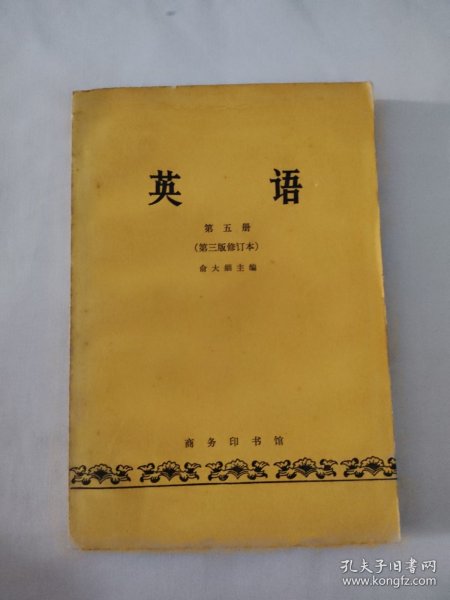 英 语
第五册
(第三版修订本)
俞大絪主编
商务印书馆
孔夫子旧书网
www.kongfz.com